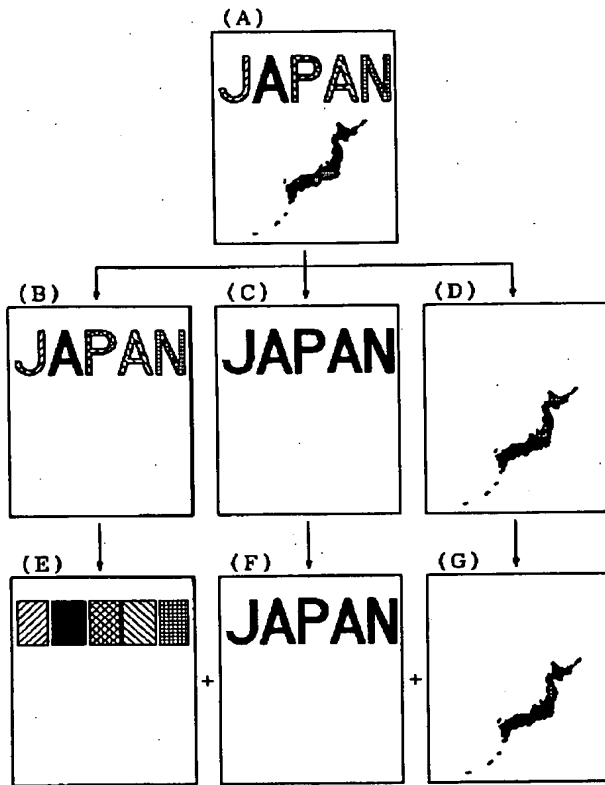 (A)
JAPAN
(B) (C) (D)
JAPAN JAPAN
(E) (F) (G)
JAPAN
+ +